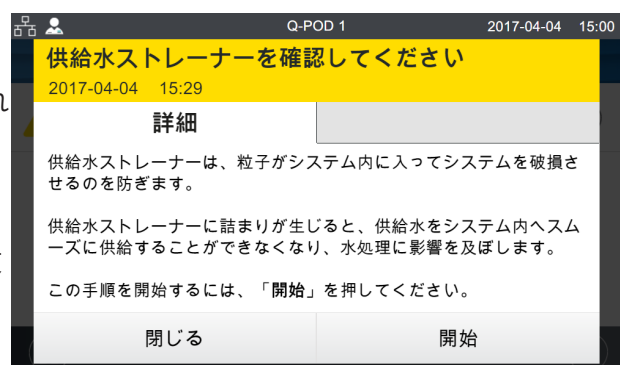 Q-POD 1 2017-04-04 15:00
供給水ストレーナーを確認してください
2017-04-04 15:29
詳細
供給水ストレーナーは、粒子がシステム内に入ってシステムを破損さ
せるのを防ぎます。
供給水ストレーナーに詰まりが生じると、供給水をシステム内へスム
ーズに供給することができなくなり、水処理に影響を及ぼします。
この手順を開始するには、「開始」を押してください。
閉じる 開始